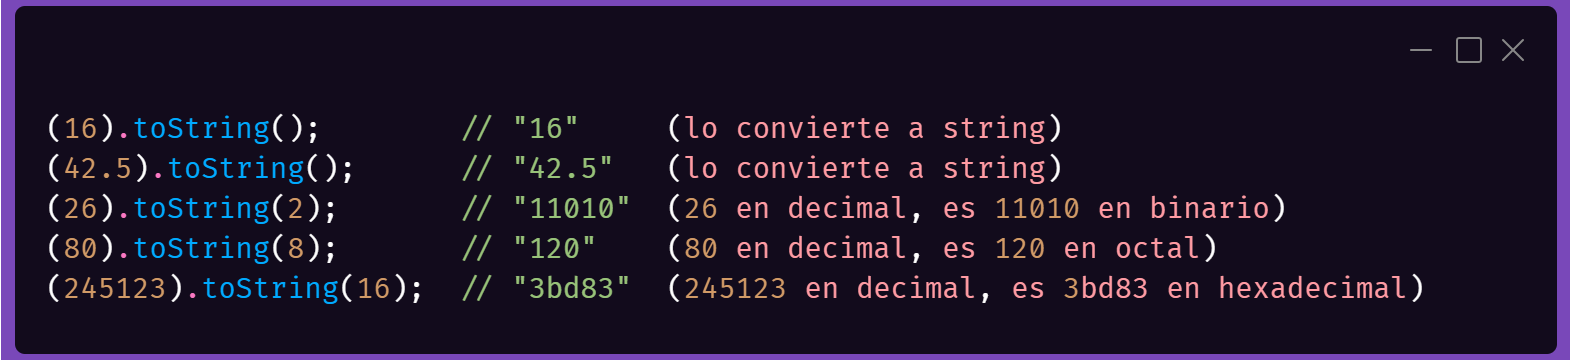 (16).toString(); // "16" (lo convierte a string)
(42.5).toString(); // "42.5" (lo convierte a string)
(26).toString(2); // "11010" (26 en decimal, es 11010 en binario)
(80).toString(8); // "120" (80 en decimal, es 120 en octal)
(245123).toString(16); // "3bd83" (245123 en decimal, es 3bd83 en hexadecimal)